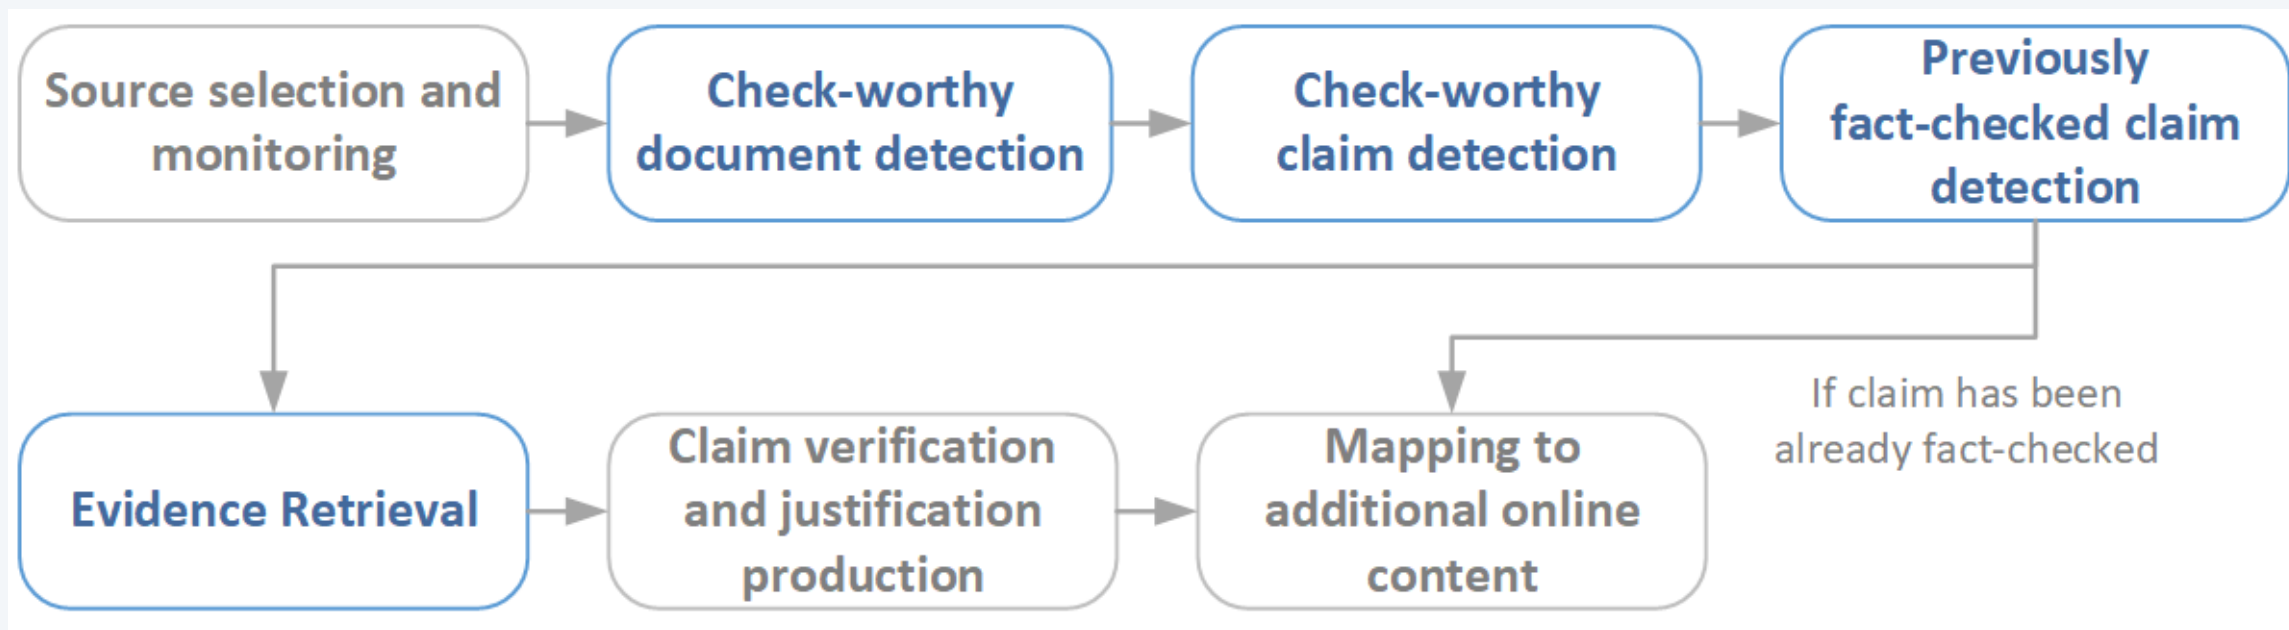 Source selection and
monitoring
Check-worthy
document detection
Check-worthy
claim detection
Previously
fact-checked claim
detection
If claim has been
already fact-checked
Evidence Retrieval
Claim verification
and justification
production
Mapping to
additional online
content